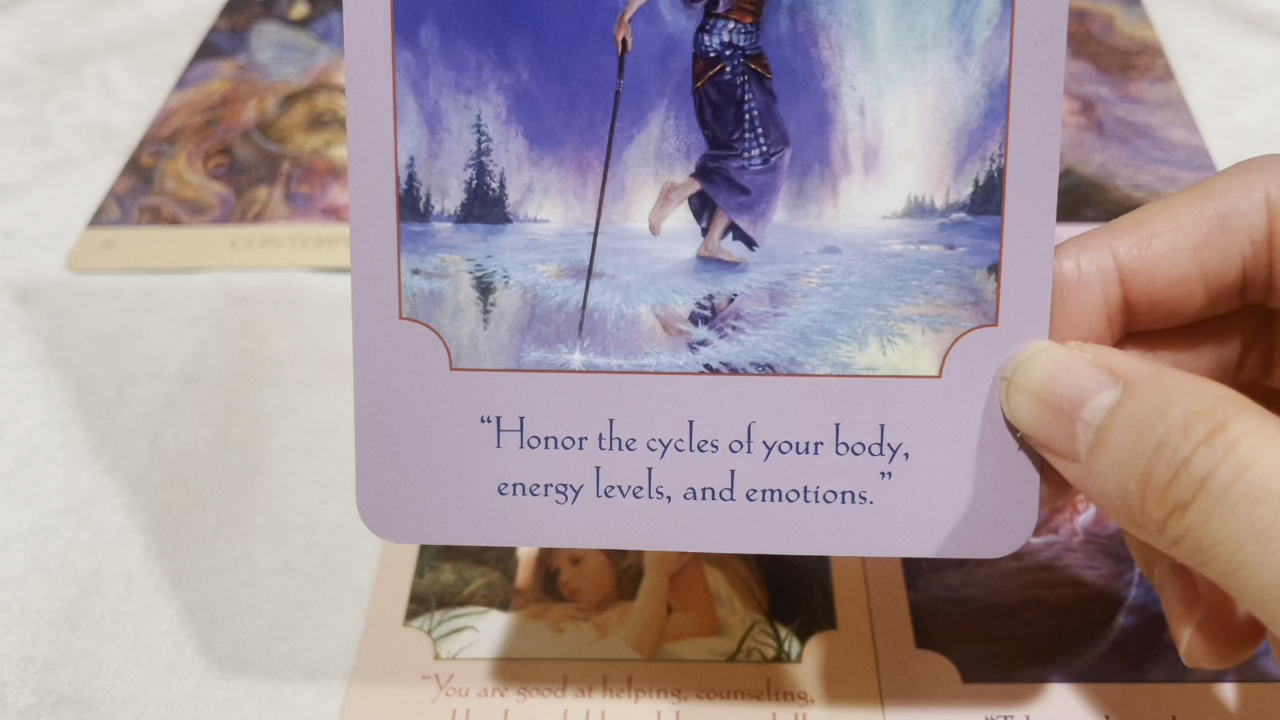 “Honor the cycles of your body,
energy levels, and emotions.”
“You are good at helping, counseling,